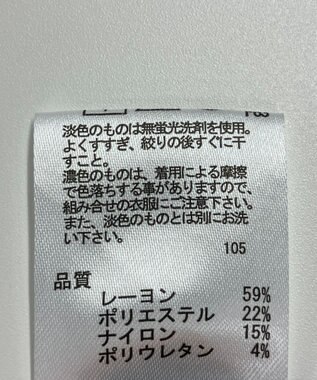 淡色のものは無蛍光洗剤を使用。
よくすすぎ、絞りの後すぐに干
すこと。
濃色のものは、着用による摩擦
で色落ちする事がありますので、
組み合せの衣服にご注意下さい。
また、淡色のものとは別にお洗
い下さい。
105
品質
レーヨン 59%
ポリエステル 22%
ナイロン 15%
ポリウレタン 4%